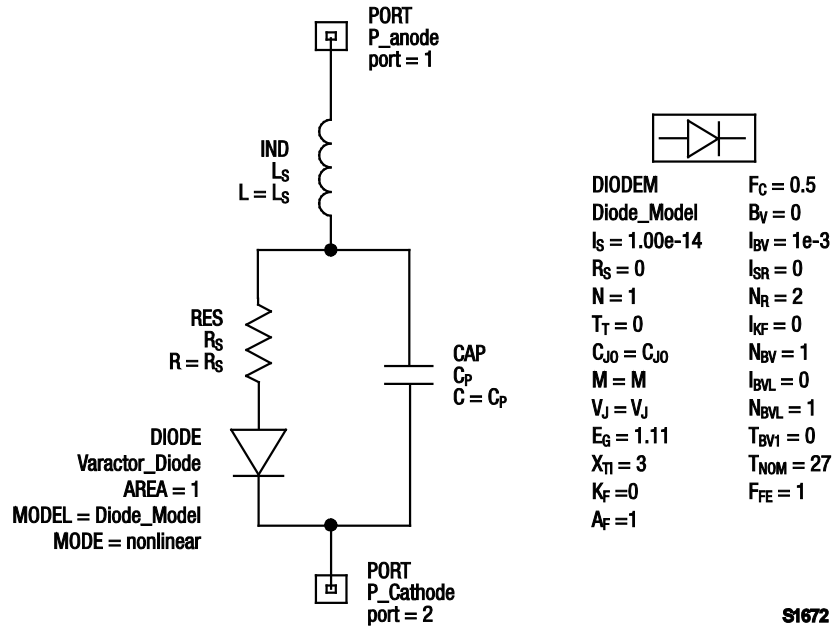 PORT
P_anode
port = 1
IND
LS
L = LS
RES
RS
R = RS
CAP
CP
C = CP
DIODE
Varactor_Diode
AREA = 1
MODEL = Diode_Model
MODE = nonlinear
PORT
P_Cathode
port = 2
DIODEM
Diode_Model
IS = 1.00e-14
RS = 0
N = 1
TT = 0
CJO = CJO
M = M
VJ = VJ
EG = 1.11
XTI = 3
KF =0
AF =1
FC = 0.5
BV = 0
IBV = 1e-3
ISR = 0
NR = 2
IKF = 0
NBV = 1
IBVL = 0
NBVL = 1
TBV1 = 0
TNOM = 27
FFE = 1
S1672